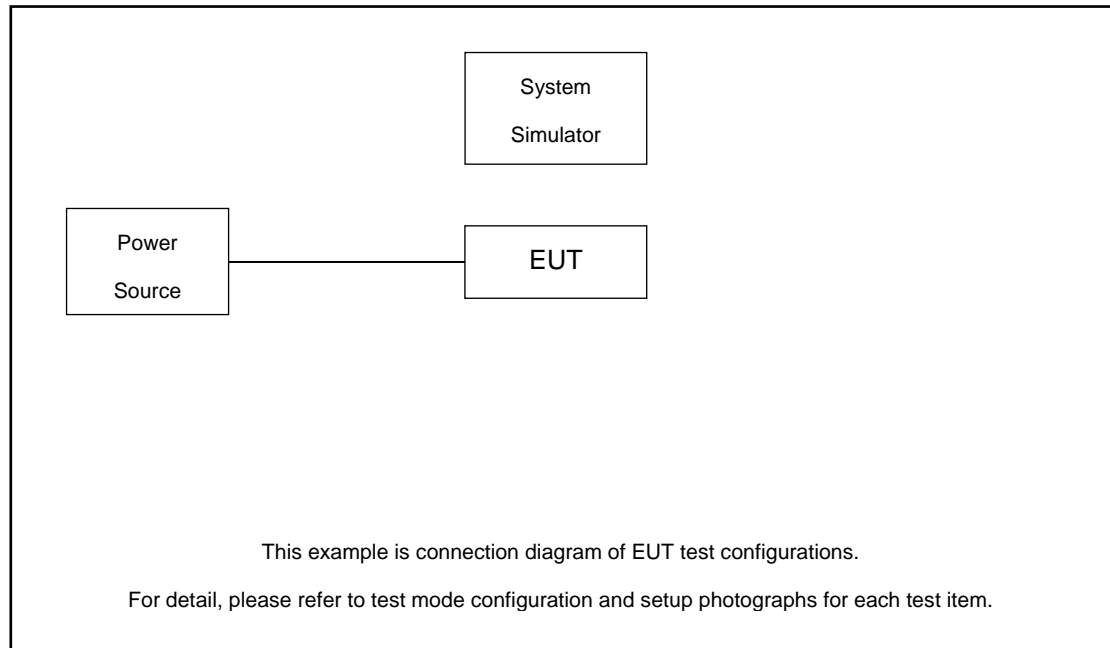 System
Simulator
Power
Source
EUT
This example is connection diagram of EUT test configurations.
For detail, please refer to test mode configuration and setup photographs for each test item.